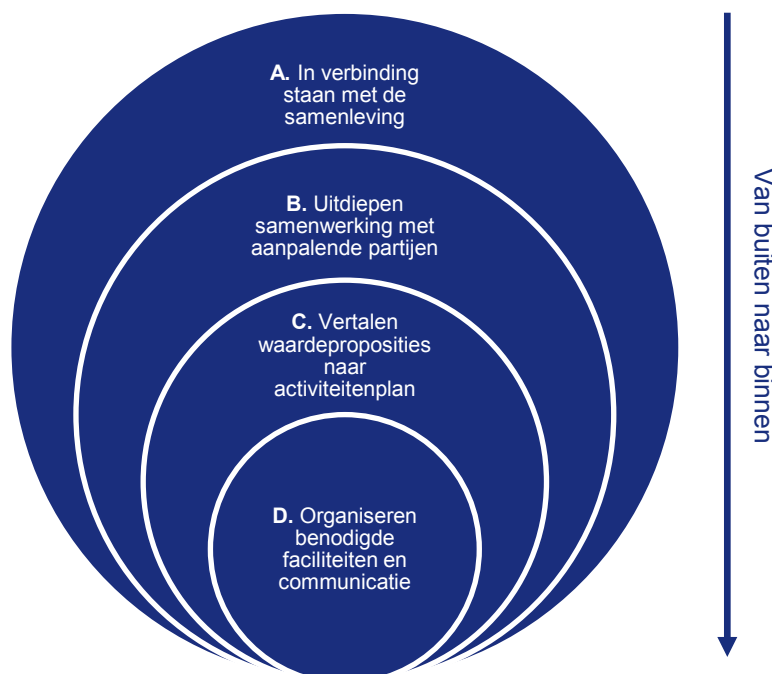 A. In verbinding
staan met de
samenleving
B. Uitdiepen
samenwerking met
aanpalende partijen
C. Vertalen
waardeproposities
naar
activiteitenplan
D. Organiseren
benodigde
faciliteiten en
communicatie
Van buiten naar binnen